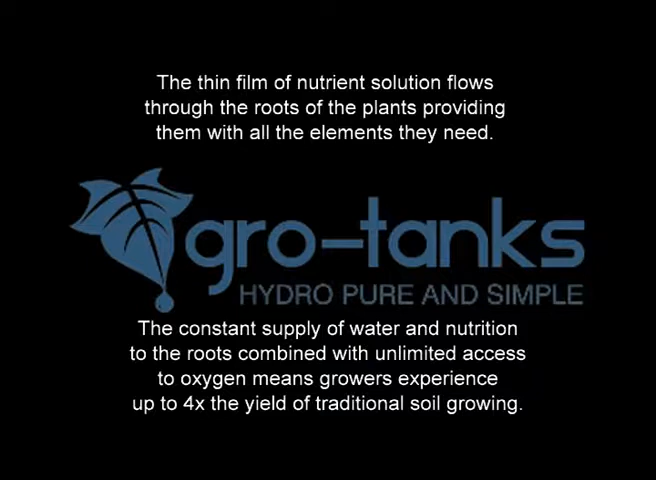 The thin film of nutrient solution flows
through the roots of the plants providing
them with all the elements they need.
gro-tanks
HYDRO PURE AND SIMPLE
The constant supply of water and nutrition
to the roots combined with unlimited access
to oxygen means growers experience
up to 4x the yield of traditional soil growing.